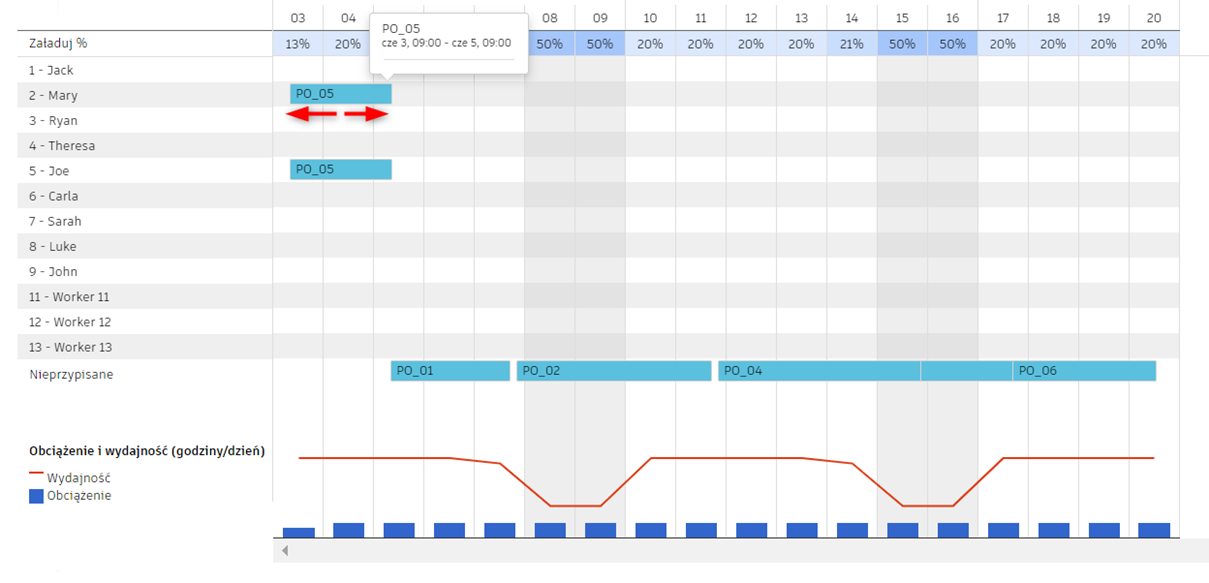 03 04 08 09 10 11 12 13 14 15 16 17 18 19 20
PO_05
cze 3, 09:00 - cze 5, 09:00
Załaduj % 13% 20% 50% 50% 20% 20% 20% 20% 21% 50% 50% 20% 20% 20% 20%
1 - Jack
2 - Mary PO_05
3 - Ryan
4 - Theresa
5 - Joe PO_05
6 - Carla
7 - Sarah
8 - Luke
9 - John
11 - Worker 11
12 - Worker 12
13 - Worker 13
Nieprzypisane PO_01 PO_02 PO_04 PO_06
Obciążenie i wydajność (godziny/dzień)
Wydajność
Obciążenie